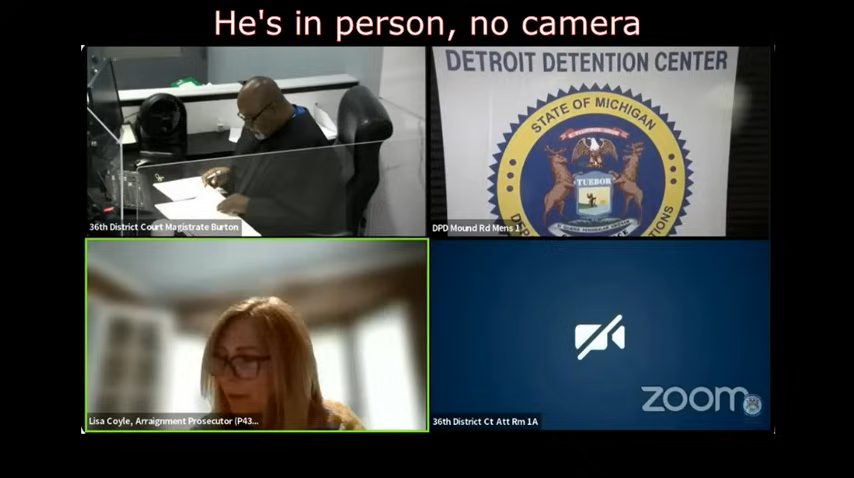 He's in person, no camera
DETROIT DETENTION CENTER
STATE OF MICHIGAN
TUEBOR
36th District Court Magistrate Burton
DPD Mound Rd Mens 1
Lisa Coyle, Arraignment Prosecutor (P43...
zoom
36th District Ct Att Rm 1A